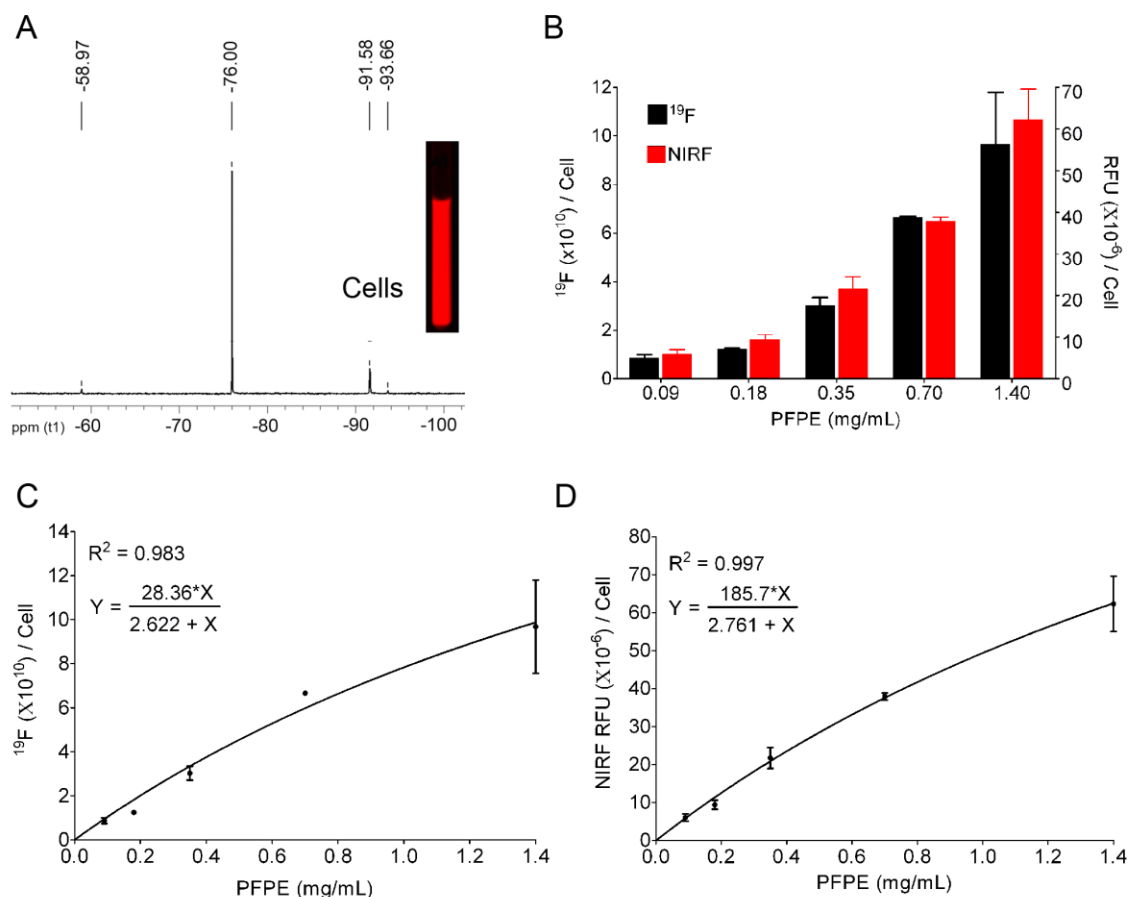 A
-58.97
-76.00
-91.58
-93.66
Cells
ppm (t1) -60 -70 -80 -90 -100
B
12 10 8 6 4 2 0
¹⁹F (x10¹⁰) / Cell
¹⁹F
NIRF
70 60 50 40 30 20 10 0
RFU (X10⁻⁶) / Cell
0.09 0.18 0.35 0.70 1.40
PFPE (mg/mL)
C
14 12 10 8 6 4 2 0
¹⁹F (X10¹⁰) / Cell
R² = 0.983
Y = 28.36*X
2.622 + X
0.0 0.2 0.4 0.6 0.8 1.0 1.2 1.4
PFPE (mg/mL)
D
80 70 60 50 40 30 20 10 0
NIRF RFU (X10⁻⁶) / Cell
R² = 0.997
Y = 185.7*X
2.761 + X
0.0 0.2 0.4 0.6 0.8 1.0 1.2 1.4
PFPE (mg/mL)